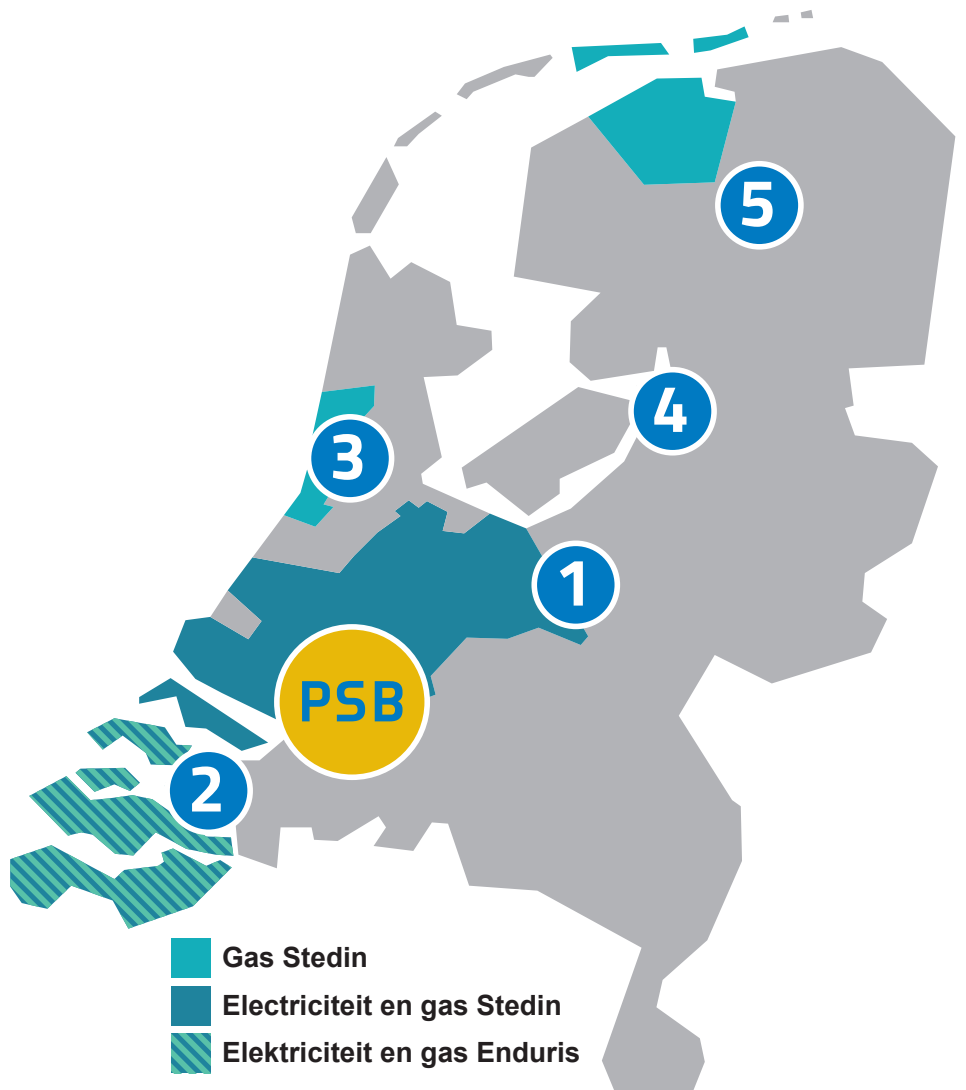 5
4
3
1
PSB
2
Gas Stedin
Electriciteit en gas Stedin
Elektriciteit en gas Enduris